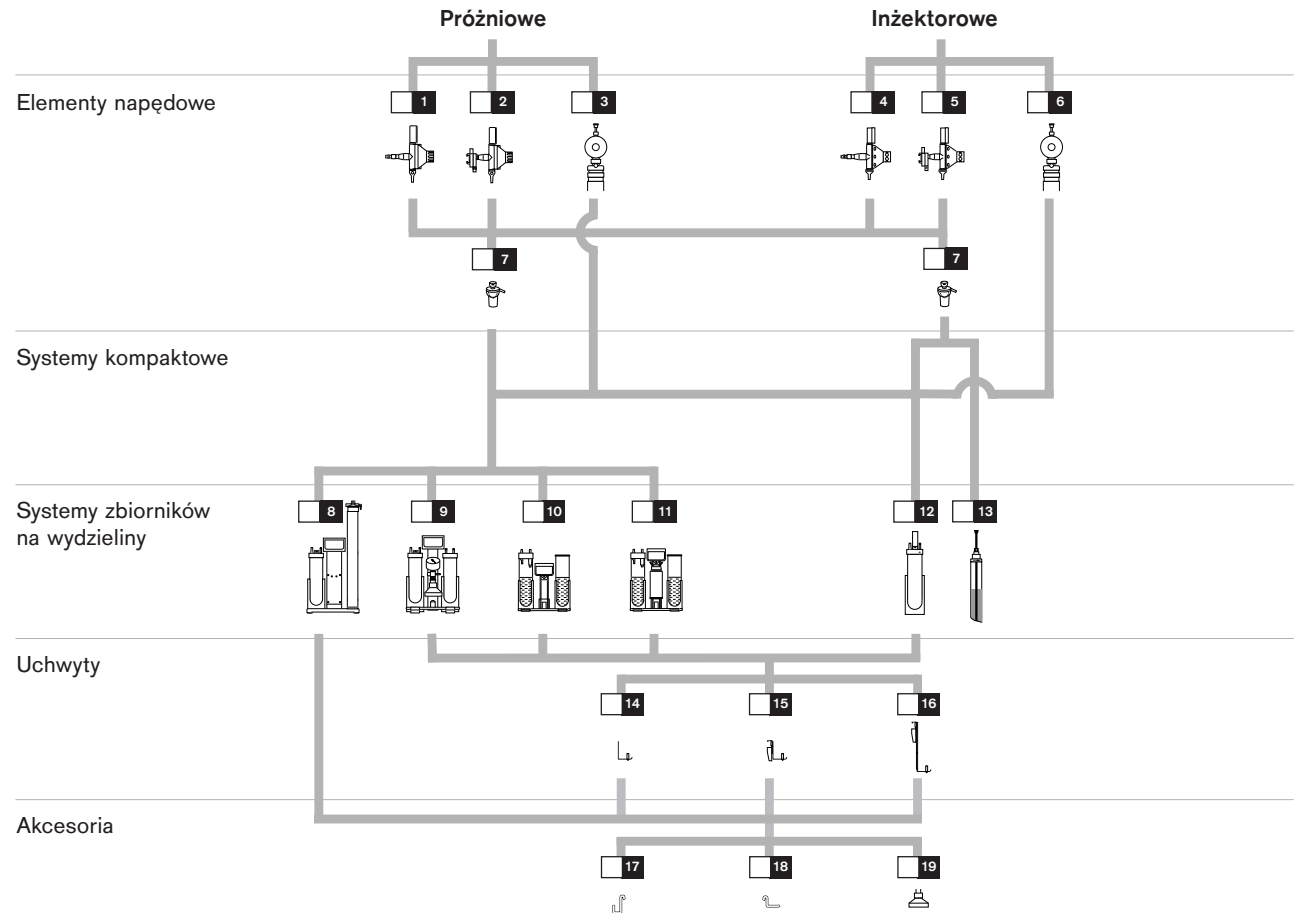 Próżniowe
Inżektorowe
Elementy napędowe
1
2
3
4
5
6
7
7
Systemy kompaktowe
Systemy zbiorników
na wydzieliny
8
9
10
11
12
13
Uchwyty
14
15
16
Akcesoria
17
18
19